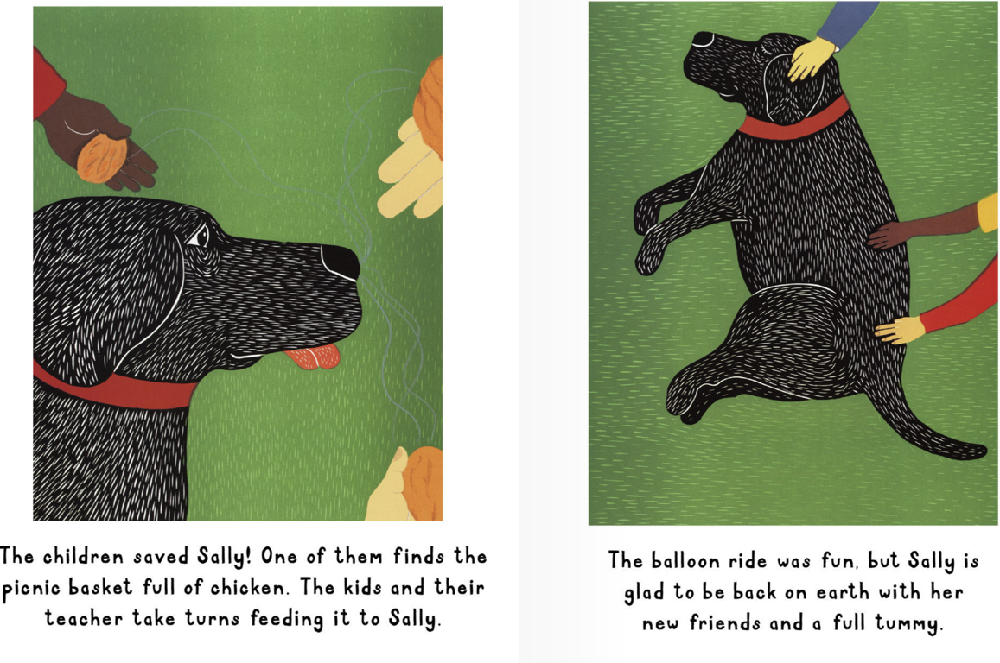 The children saved Sally! One of them finds the
picnic basket full of chicken. The kids and their
teacher take turns feeding it to Sally.
The balloon ride was fun, but Sally is
glad to be back on earth with her
new friends and a full tummy.